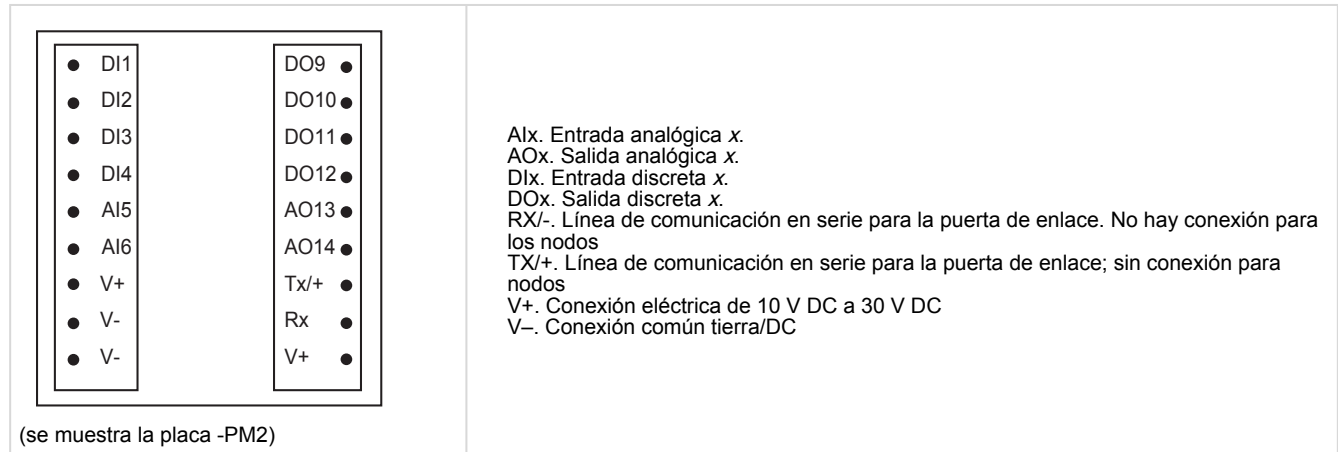 DI1 DO9
DI2 DO10
DI3 DO11
DI4 DO12
AI5 AO13
AI6 AO14
V+ Tx/+
V- Rx
V- V+
(se muestra la placa -PM2)
AIx. Entrada analógica x.
AOx. Salida analógica x.
DIx. Entrada discreta x.
DOx. Salida discreta x.
RX/-. Línea de comunicación en serie para la puerta de enlace. No hay conexión para
los nodos
TX/+. Línea de comunicación en serie para la puerta de enlace; sin conexión para
nodos
V+. Conexión eléctrica de 10 V DC a 30 V DC
V–. Conexión común tierra/DC